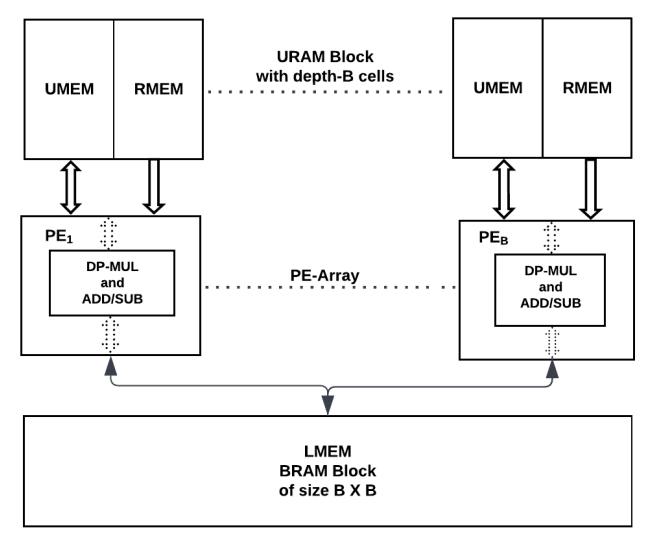 UMEM
RMEM
URAM Block
with depth-B cells
UMEM
RMEM
PE₁
DP-MUL
and
ADD/SUB
PE-Array
PE_B
DP-MUL
and
ADD/SUB
LMEM
BRAM Block
of size B X B